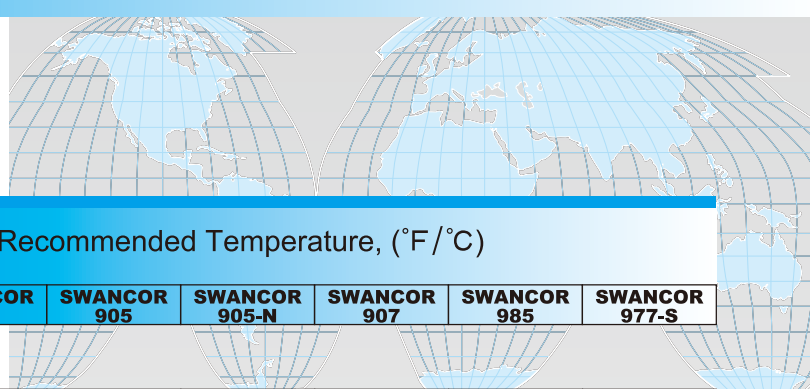 Recommended Temperature, (°F/°C)
COR SWANCOR SWANCOR SWANCOR SWANCOR SWANCOR
905 905-N 907 985 977-S